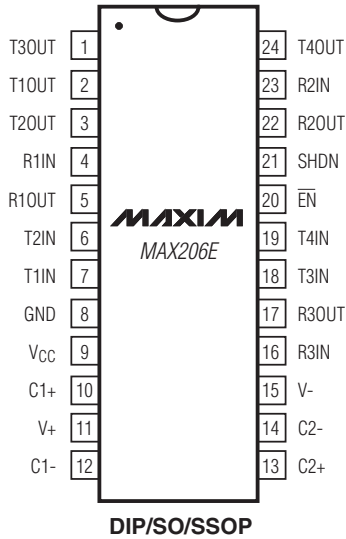 T3OUT 1 24 T4OUT
T1OUT 2 23 R2IN
T2OUT 3 22 R2OUT
R1IN 4 21 SHDN
R1OUT 5 20 E̅N̅
T2IN 6 19 T4IN
T1IN 7 18 T3IN
GND 8 17 R3OUT
VCC 9 16 R3IN
C1+ 10 15 V-
V+ 11 14 C2-
C1- 12 13 C2+
MAXIM
MAX206E
DIP/SO/SSOP